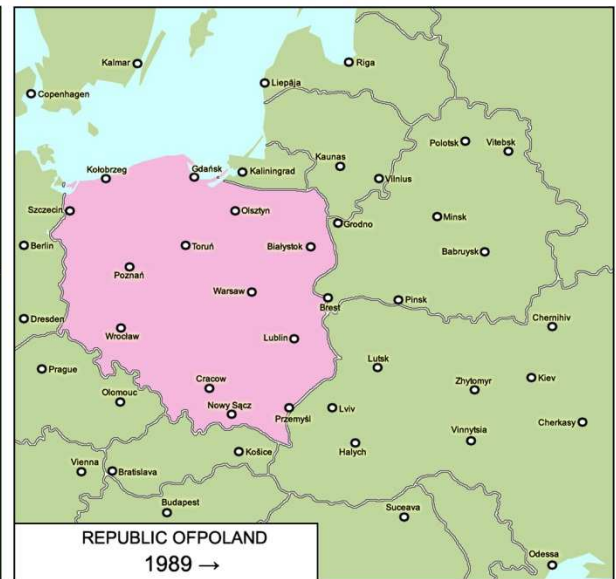 Kalmar
Riga
Liepāja
Copenhagen
Polotsk
Vitebsk
Kaunas
Kołobrzeg
Gdańsk
Kaliningrad
Vilnius
Szczecin
Olsztyn
Grodno
Minsk
Berlin
Toruń
Białystok
Babruysk
Poznań
Warsaw
Brest
Pinsk
Dresden
Wrocław
Lublin
Chernihiv
Prague
Lutsk
Olomouc
Cracow
Zhytomyr
Kiev
Nowy Sącz
Przemyśl
Lviv
Cherkasy
Halych
Vinnytsia
Košice
Vienna
Bratislava
Budapest
Suceava
Odessa
REPUBLIC OFPOLAND
1989 →